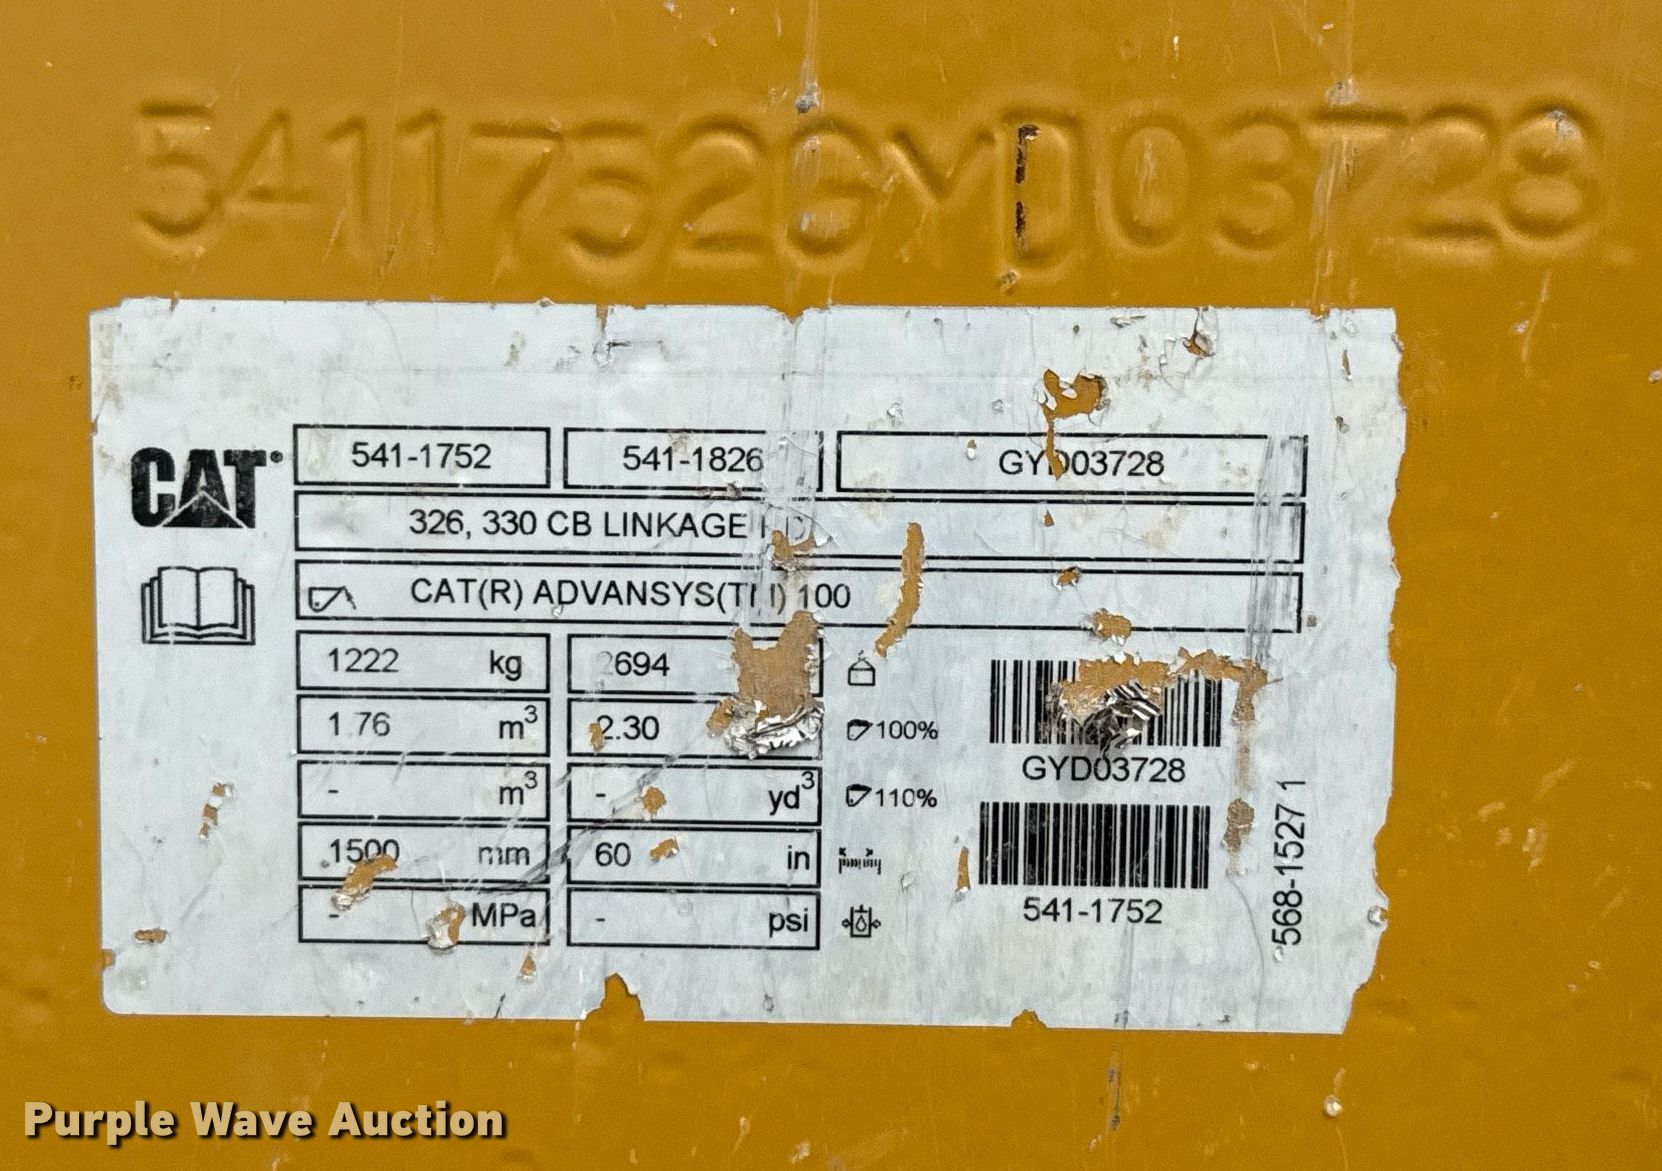 5411752GYD03728
CAT
541-1752 541-1826 GYD03728
326, 330 CB LINKAGE HD
CAT(R) ADVANSYS(TM) 100
1222 kg 2694
1.76 m³ 2.30 100%
- m³ - yd³ 110%
1500 mm 60 in
- MPa - psi
GYD03728
541-1752
568-1527 1
Purple Wave Auction